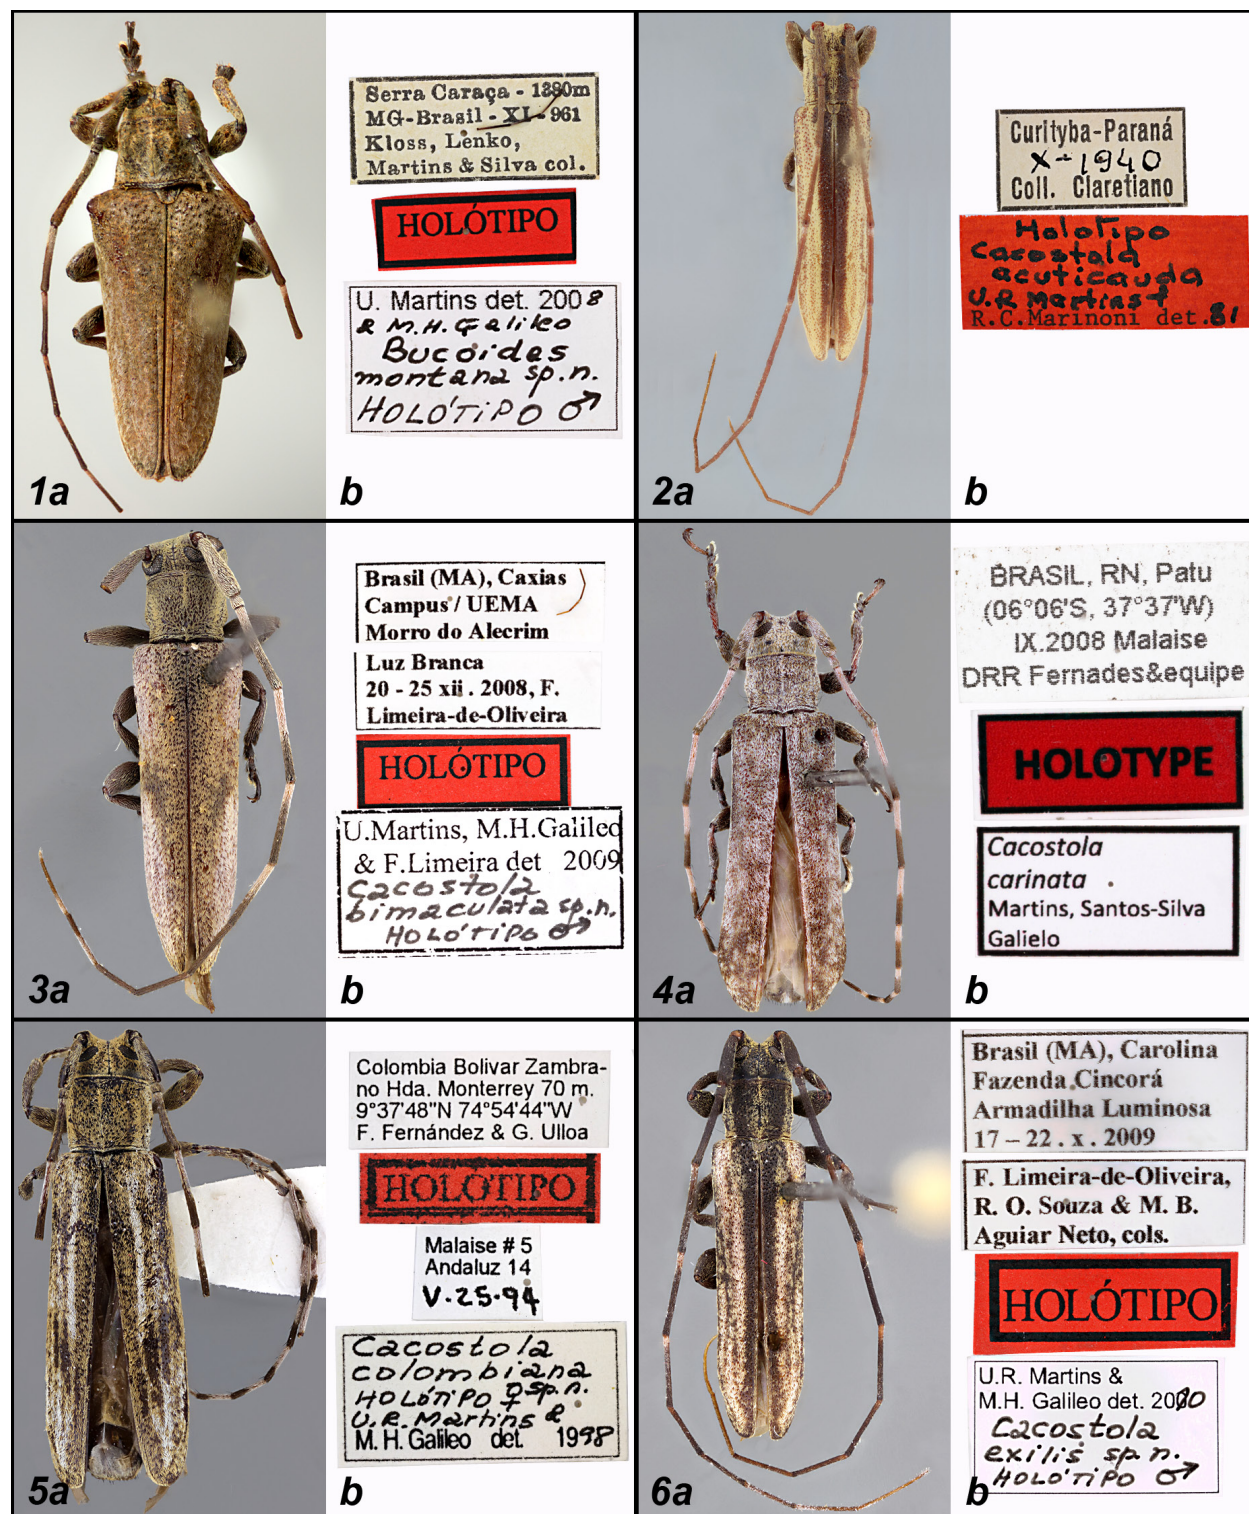 Serra Caraça - 1380m
MG-Brasil - XI - 961
Kloss, Lenko,
Martins & Silva col.
HOLÓTIPO
U. Martins det. 2008
& M.H. Galileo
Bucoides
montana sp.n.
HOLÓTIPO ♂
1a
b
Curityba-Paraná
X-1940
Coll. Claretiano
Holotipo
Cacostola
acuticauda
U.R Martins †
R.C.Marinoni det.81
2a
b
Brasil (MA), Caxias
Campus / UEMA
Morro do Alecrim
Luz Branca
20 - 25 xii . 2008, F.
Limeira-de-Oliveira
HOLÓTIPO
U.Martins, M.H.Galileo
& F.Limeira det 2009
Cacostola
bimaculata sp.n.
HOLÓTIPO ♂
3a
b
BRASIL, RN, Patu
(06°06'S, 37°37'W)
IX.2008 Malaise
DRR Fernades&equipe
HOLOTYPE
Cacostola
carinata
Martins, Santos-Silva
Galielo
4a
b
Colombia Bolivar Zambra-
no Hda. Monterrey 70 m.
9°37'48"N 74°54'44"W
F. Fernández & G. Ulloa
HOLOTIPO
Malaise # 5
Andaluz 14
V-25-94
Cacostola
colombiana
HOLÓTIPO ♀ sp.n.
U.R. Martins &
M. H. Galileo det. 1998
5a
b
Brasil (MA), Carolina
Fazenda Cincorá
Armadilha Luminosa
17 – 22 . x . 2009
F. Limeira-de-Oliveira,
R. O. Souza & M. B.
Aguiar Neto, cols.
HOLÓTIPO
U.R. Martins &
M.H. Galileo det.
Cacostola
exilis sp.n.
HOLÓTIPO ♂
6a
b